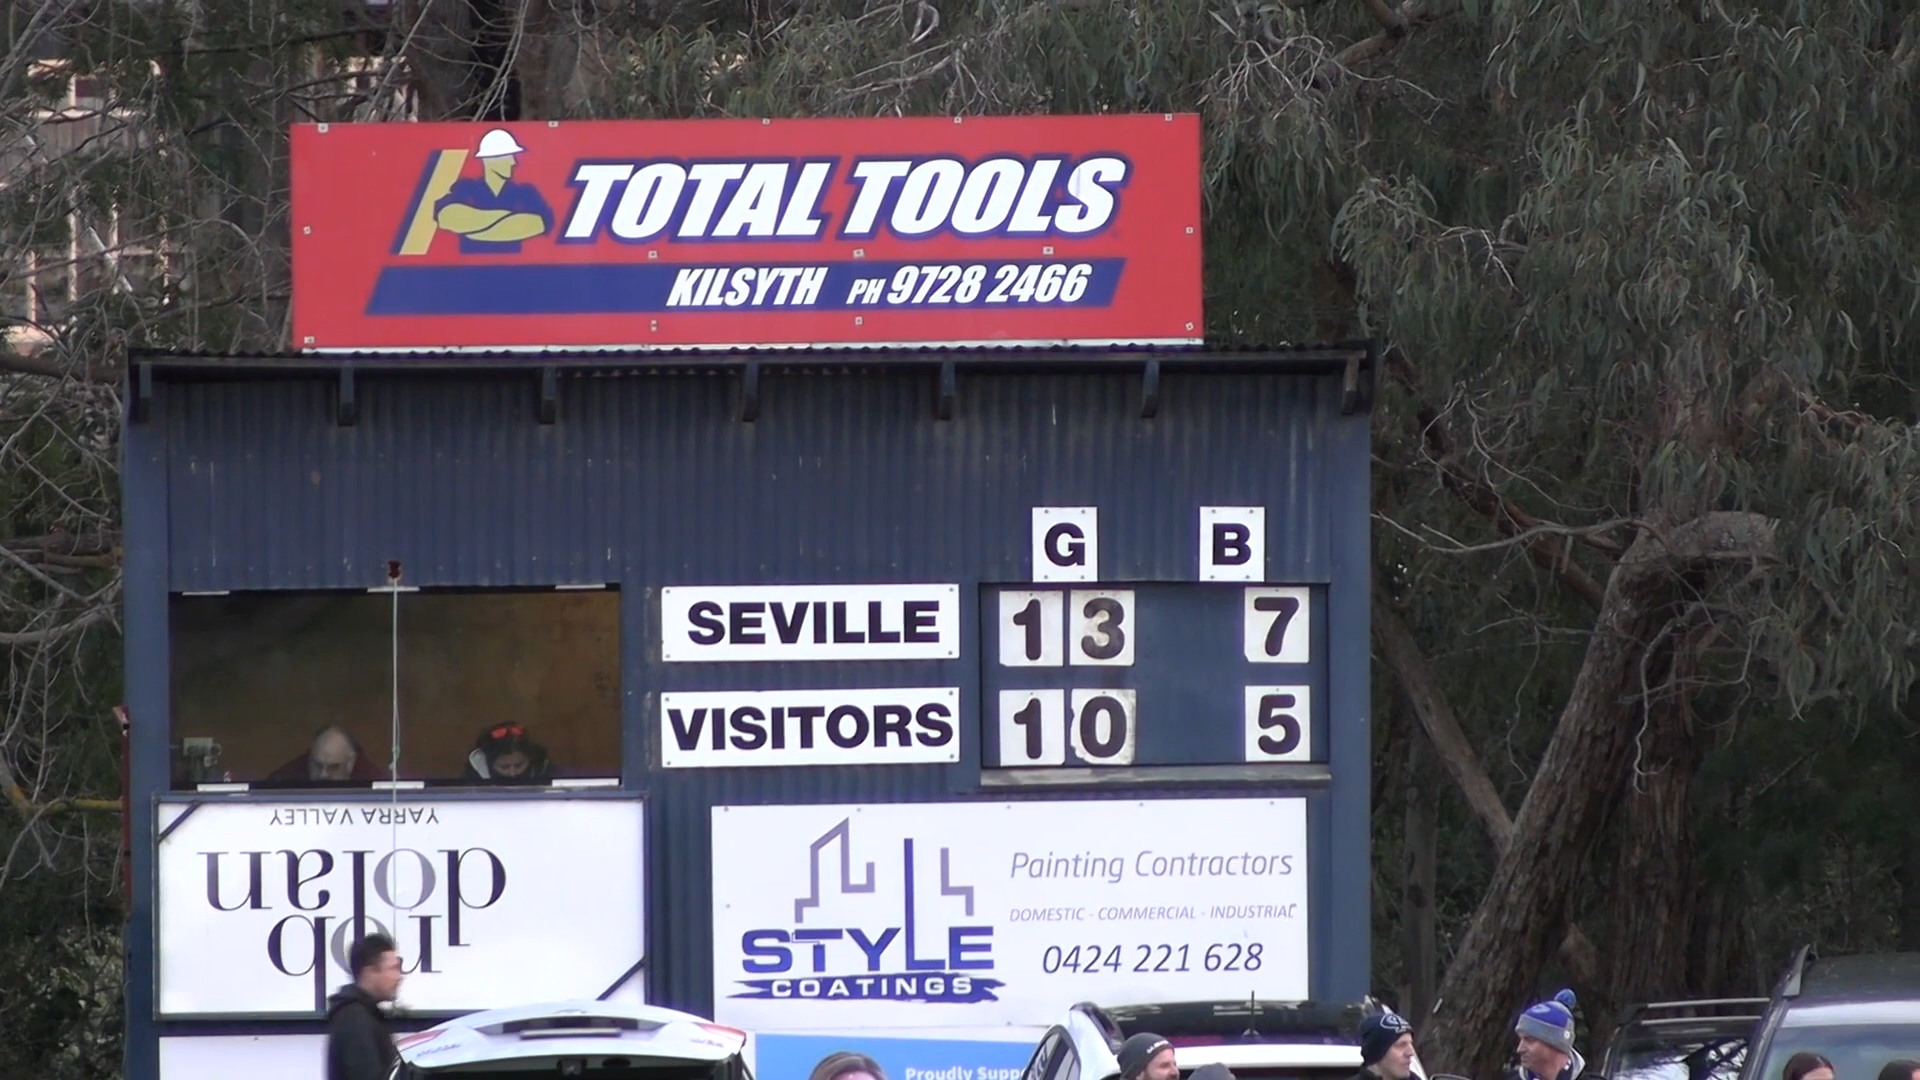 TOTAL TOOLS
KILSYTH PH 9728 2466
G B
SEVILLE 13 7
VISITORS 10 5
rob
dolan
YARRA VALLEY
STYLE
COATINGS
Painting Contractors
DOMESTIC - COMMERCIAL - INDUSTRIAL
0424 221 628
Proudly